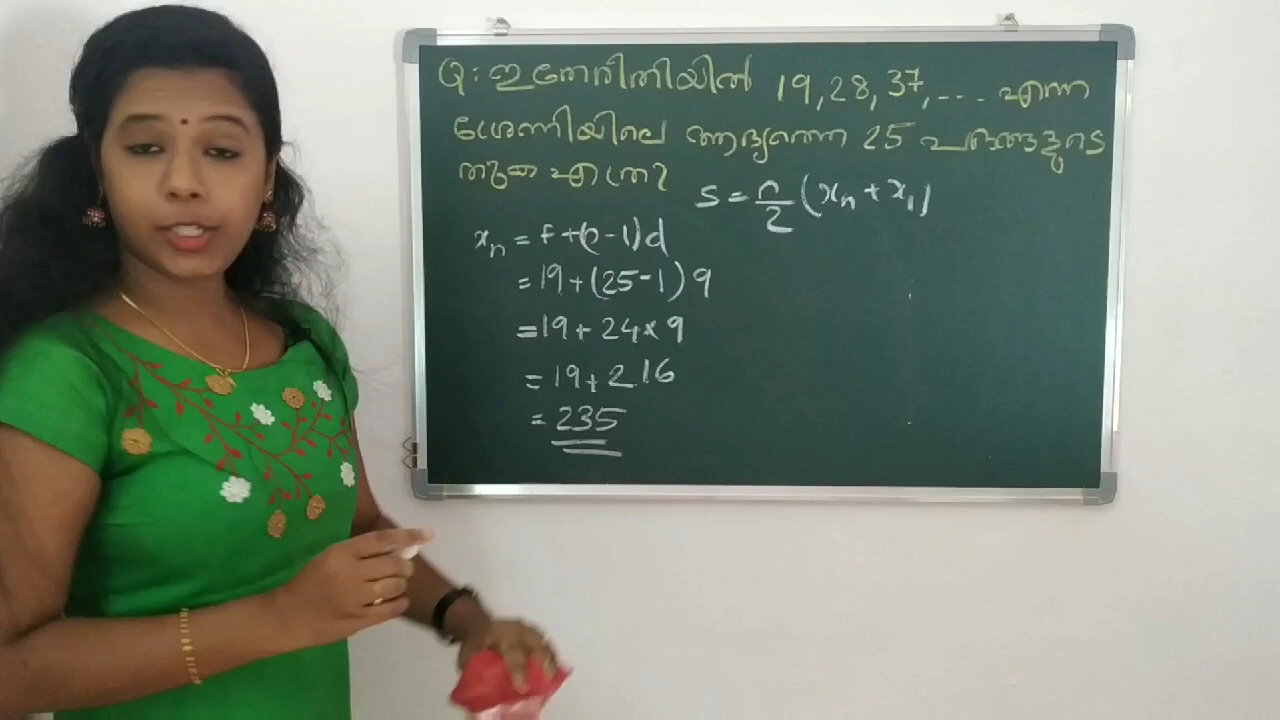 Q: ഇതേരീതിയിൽ 19, 28, 37, ... എന്ന
ശ്രേണിയിലെ ആദ്യത്തെ 25 പദങ്ങളുടെ
തുക എത്ര?
S = n/2 (xₙ + x₁)
xₙ = f + (n-1)d
= 19 + (25-1) 9
= 19 + 24 × 9
= 19 + 216
= 235